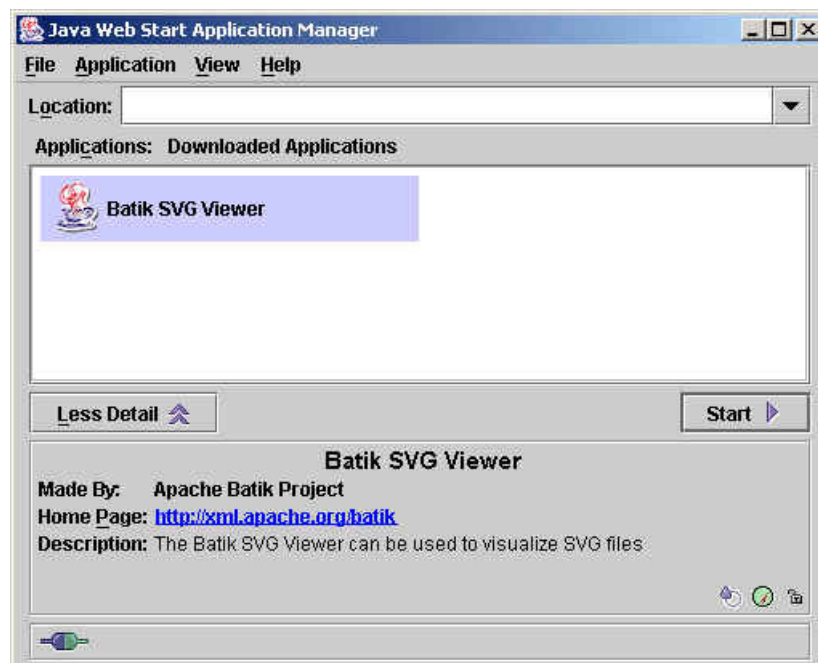 Java Web Start Application Manager
File Application View Help
Location:
Applications: Downloaded Applications
Batik SVG Viewer
Less Detail
Start
Batik SVG Viewer
Made By: Apache Batik Project
Home Page: http://xml.apache.org/batik
Description: The Batik SVG Viewer can be used to visualize SVG files